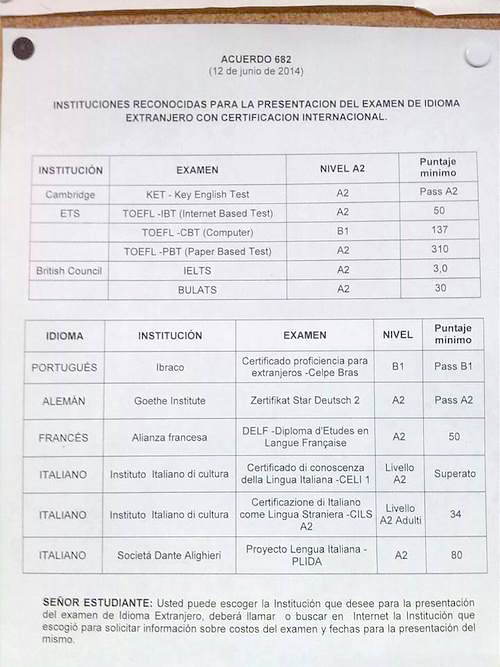 ACUERDO 682
(12 de junio de 2014)
INSTITUCIONES RECONOCIDAS PARA LA PRESENTACION DEL EXAMEN DE IDIOMA
EXTRANJERO CON CERTIFICACION INTERNACIONAL.
INSTITUCIÓN EXAMEN NIVEL A2 Puntaje minimo
Cambridge KET - Key English Test A2 Pass A2
ETS TOEFL -IBT (Internet Based Test) A2 50
TOEFL -CBT (Computer) B1 137
TOEFL -PBT (Paper Based Test) A2 310
British Council IELTS A2 3,0
BULATS A2 30
IDIOMA INSTITUCIÓN EXAMEN NIVEL Puntaje minimo
PORTUGUÉS Ibraco Certificado proficiencia para extranjeros -Celpe Bras B1 Pass B1
ALEMÁN Goethe Institute Zertifikat Star Deutsch 2 A2 Pass A2
FRANCÉS Alianza francesa DELF -Diploma d'Etudes en Langue Française A2 50
ITALIANO Instituto Italiano di cultura Certificado di conoscenza della Lingua Italiana -CELI 1 Livello A2 Superato
ITALIANO Instituto Italiano di cultura Certificazione di Italiano come Lingua Straniera -CILS A2 Livello A2 Adulti 34
ITALIANO Societá Dante Alighieri Proyecto Lengua Italiana - PLIDA A2 80
SEÑOR ESTUDIANTE: Usted puede escoger la Institución que desee para la presentación
del examen de Idioma Extranjero, deberá llamar o buscar en Internet la Institución que
escogió para solicitar información sobre costos del examen y fechas para la presentación del
mismo.